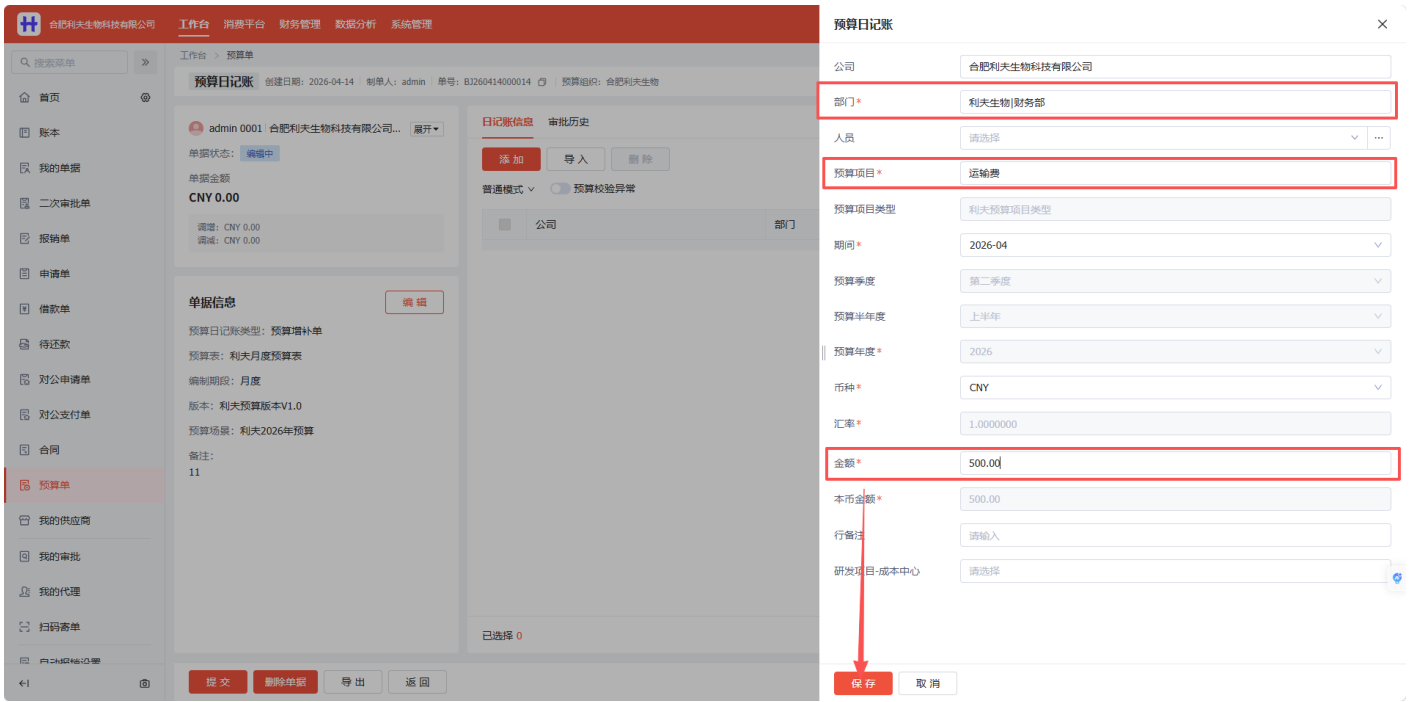 合肥利夫生物科技有限公司 工作台 消费平台 财务管理 数据分析 系统管理
搜索菜单
首页
账本
我的单据
二次审批单
报销单
申请单
借款单
待还款
对公申请单
对公支付单
合同
预算单
我的供应商
我的审批
我的代理
扫码寄单
自动报销设置
工作台 > 预算单
预算日记账 创建日期: 2026-04-14 制单人: admin 单号: BJ260414000014 预算组织: 合肥利夫生物
admin 0001 合肥利夫生物科技有限公司... 展开
单据状态: 编辑中
单据金额
CNY 0.00
调增: CNY 0.00
调减: CNY 0.00
单据信息 编辑
预算日记账类型: 预算增补单
预算表: 利夫月度预算表
编制期段: 月度
版本: 利夫预算版本V1.0
预算场景: 利夫2026年预算
备注:
11
日记账信息 审批历史
添加 导入 删除
普通模式 预算校验异常
公司 部门
已选择 0
提交 删除单据 导出 返回
预算日记账
公司 合肥利夫生物科技有限公司
部门* 利夫生物|财务部
人员 请选择 ...
预算项目* 运输费
预算项目类型 利夫预算项目类型
期间* 2026-04
预算季度 第二季度
预算半年度 上半年
预算年度* 2026
币种* CNY
汇率* 1.0000000
金额* 500.00
本币金额* 500.00
行备注 请输入
研发项目-成本中心 请选择
保存 取消